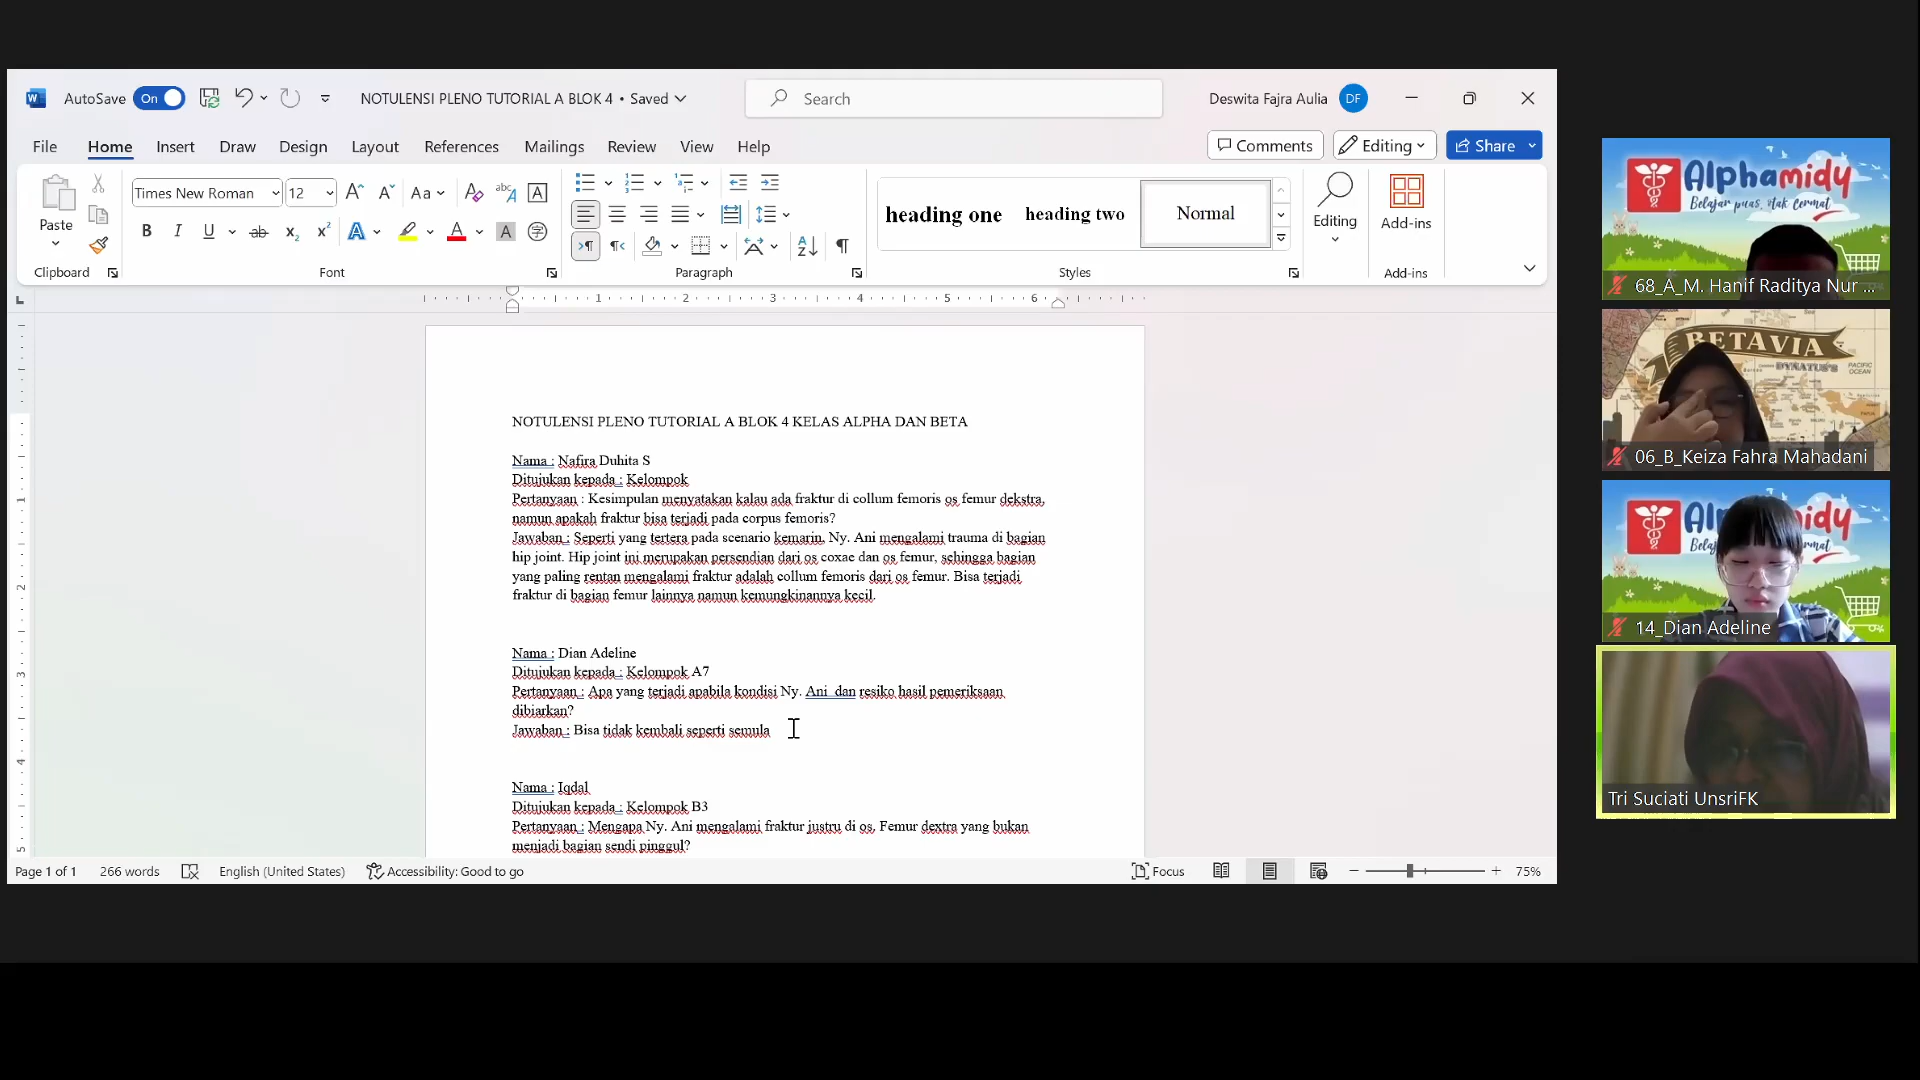 AutoSave On NOTULENSI PLENO TUTORIAL A BLOK 4 • Saved Search Deswita Fajra Aulia DF
File Home Insert Draw Design Layout References Mailings Review View Help Comments Editing Share
Times New Roman 12 Aa
Paste
heading one heading two Normal
Editing
Add-ins
Clipboard Font Paragraph Styles Add-ins
1 2 3 4 5 6
NOTULENSI PLENO TUTORIAL A BLOK 4 KELAS ALPHA DAN BETA
Nama : Nafira Duhita S
Ditujukan kepada : Kelompok
Pertanyaan : Kesimpulan menyatakan kalau ada fraktur di collum femoris os femur dekstra,
namun apakah fraktur bisa terjadi pada corpus femoris?
Jawaban : Seperti yang tertera pada scenario kemarin, Ny. Ani mengalami trauma di bagian
hip joint. Hip joint ini merupakan persendian dari os coxae dan os femur, sehingga bagian
yang paling rentan mengalami fraktur adalah collum femoris dari os femur. Bisa terjadi
fraktur di bagian femur lainnya namun kemungkinannya kecil.
Nama : Dian Adeline
Ditujukan kepada : Kelompok A7
Pertanyaan : Apa yang terjadi apabila kondisi Ny. Ani dan resiko hasil pemeriksaan
dibiarkan?
Jawaban : Bisa tidak kembali seperti semula
Nama : Iqdal
Ditujukan kepada : Kelompok B3
Pertanyaan : Mengapa Ny. Ani mengalami fraktur justru di os. Femur dextra yang bukan
menjadi bagian sendi pinggul?
Page 1 of 1 266 words English (United States) Accessibility: Good to go Focus 75%
Alphamidy
Belajar puas, otak cermat
68_A_M. Hanif Raditya Nur ...
BETAVIA
PACIFIC
OCEAN
06_B_Keiza Fahra Mahadani
14_Dian Adeline
Tri Suciati UnsriFK